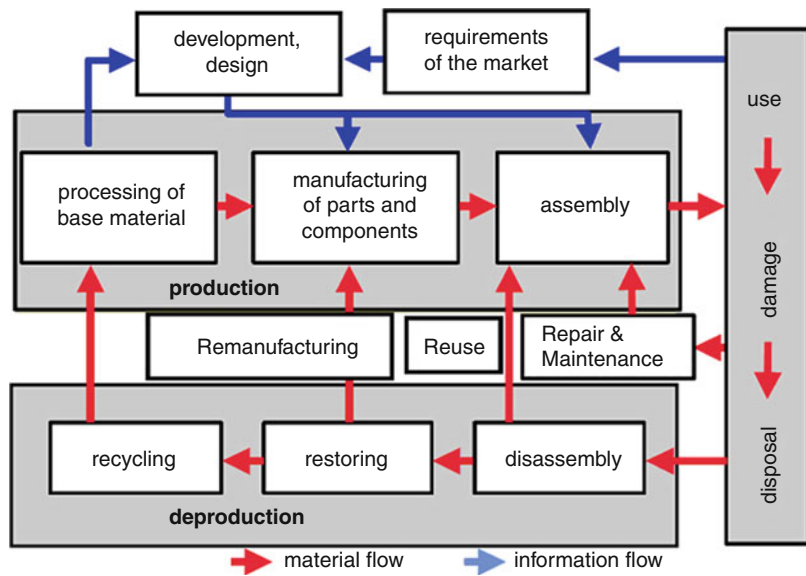 development,
design
requirements
of the market
use
processing of
base material
manufacturing
of parts and
components
assembly
production
damage
Remanufacturing
Reuse
Repair &
Maintenance
recycling
restoring
disassembly
disposal
deproduction
material flow
information flow